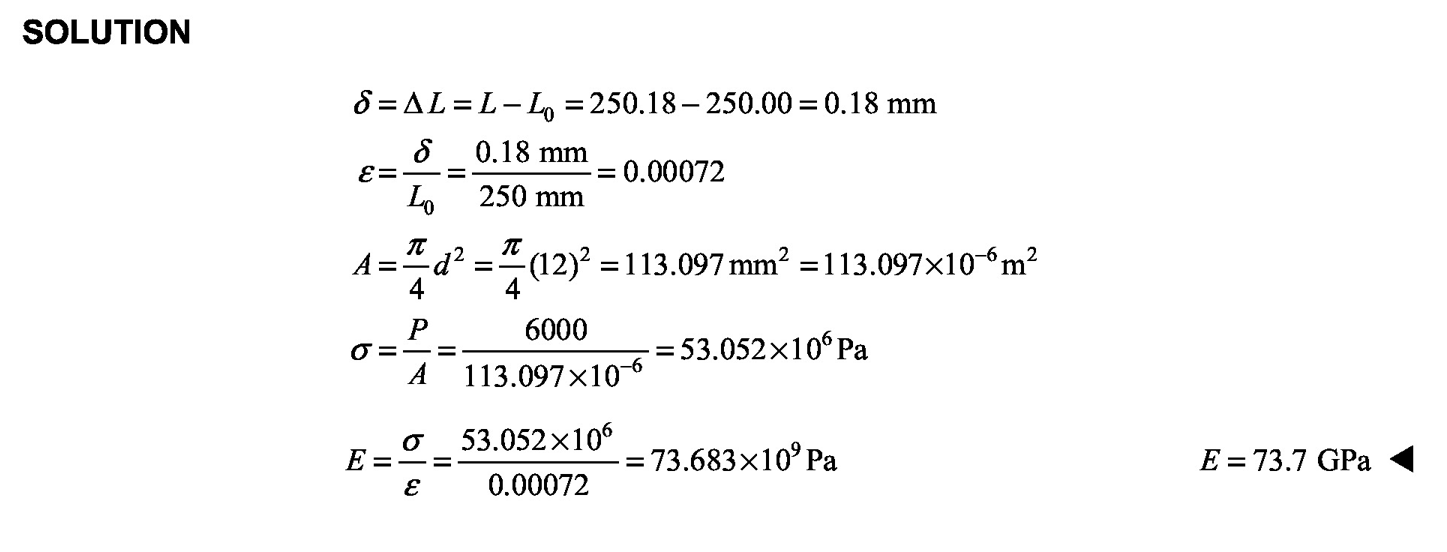 SOLUTION
δ = ΔL = L − L₀ = 250.18 − 250.00 = 0.18 mm
ε = δ/L₀ = 0.18 mm/250 mm = 0.00072
A = π/4 d² = π/4 (12)² = 113.097 mm² = 113.097×10⁻⁶ m²
σ = P/A = 6000/113.097×10⁻⁶ = 53.052×10⁶ Pa
E = σ/ε = 53.052×10⁶/0.00072 = 73.683×10⁹ Pa E = 73.7 GPa ◀